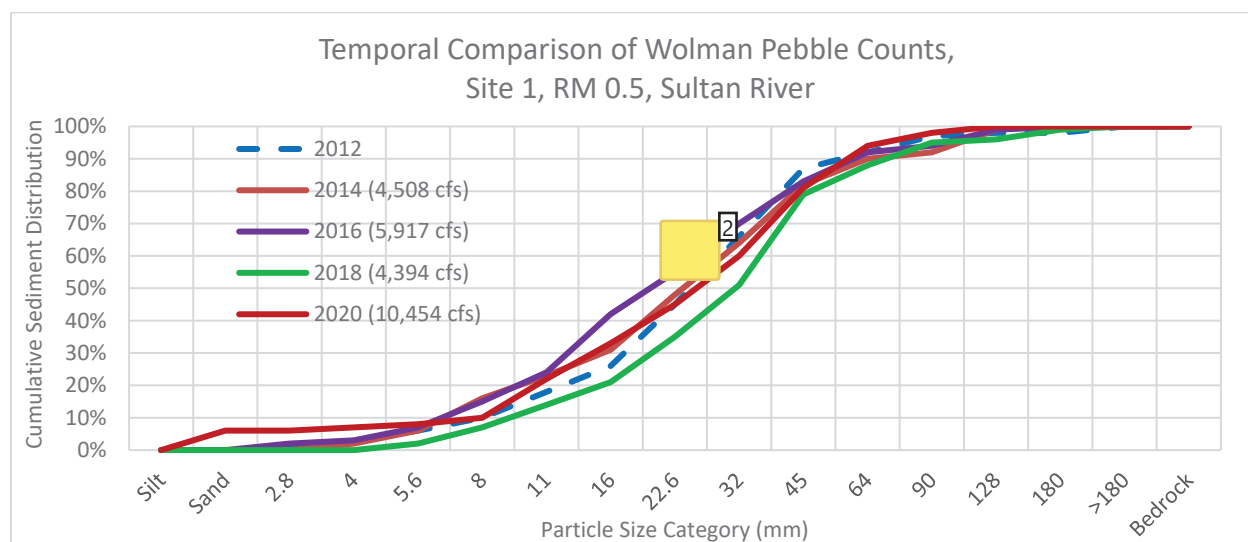 Temporal Comparison of Wolman Pebble Counts,
Site 1, RM 0.5, Sultan River
Cumulative Sediment Distribution
100%
90%
80%
70%
60%
50%
40%
30%
20%
10%
0%
2012
2014 (4,508 cfs)
2016 (5,917 cfs)
2018 (4,394 cfs)
2020 (10,454 cfs)
2
Silt
Sand
2.8
4
5.6
8
11
16
22.6
32
45
64
90
128
180
>180
Bedrock
Particle Size Category (mm)